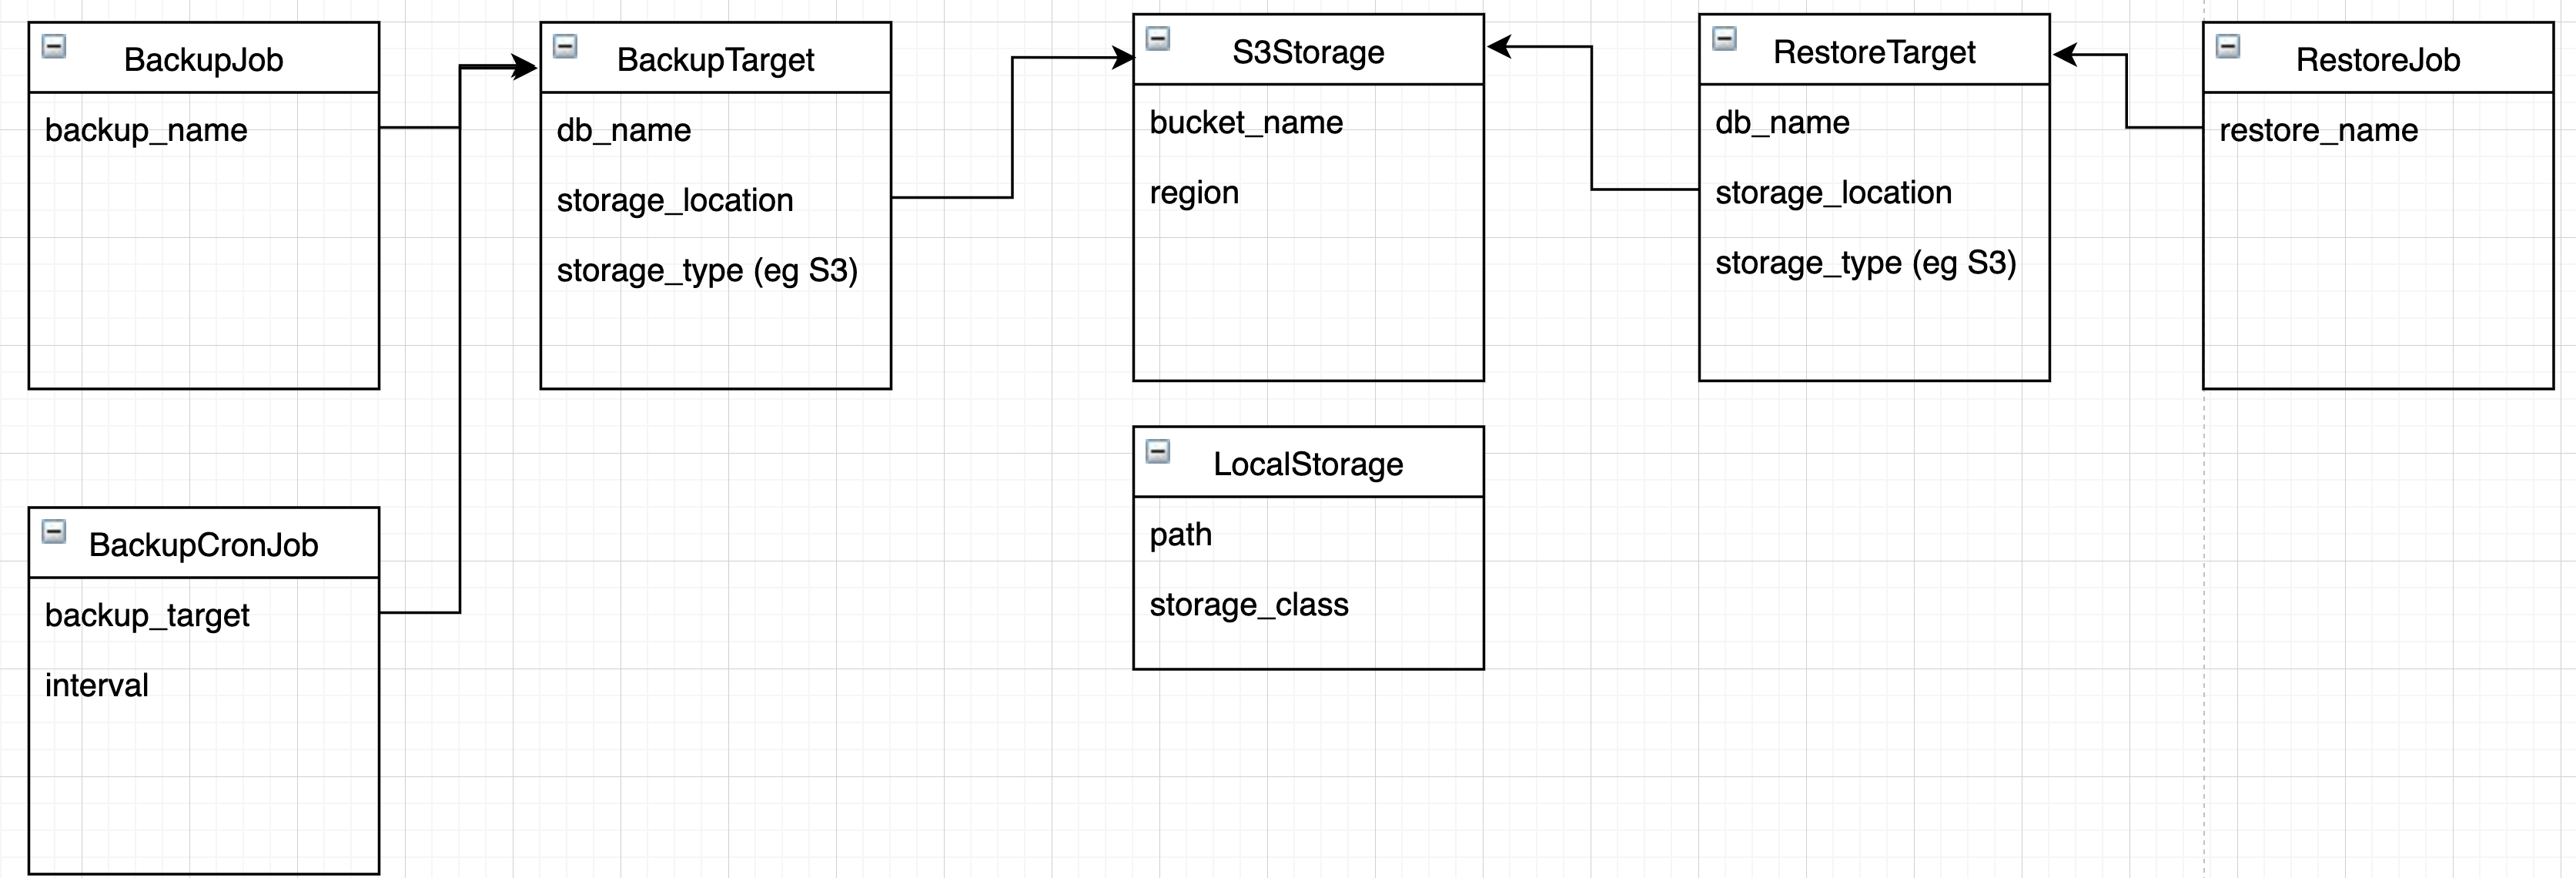 BackupJob
backup_name
BackupTarget
db_name
storage_location
storage_type (eg S3)
S3Storage
bucket_name
region
RestoreTarget
db_name
storage_location
storage_type (eg S3)
RestoreJob
restore_name
LocalStorage
path
storage_class
BackupCronJob
backup_target
interval